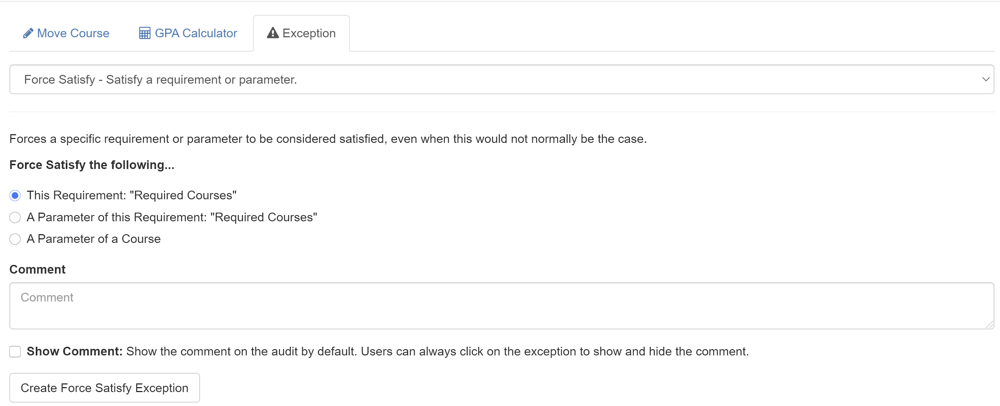 Move Course GPA Calculator Exception
Force Satisfy - Satisfy a requirement or parameter.
Forces a specific requirement or parameter to be considered satisfied, even when this would not normally be the case.
Force Satisfy the following...
This Requirement: "Required Courses"
A Parameter of this Requirement: "Required Courses"
A Parameter of a Course
Comment
Comment
Show Comment: Show the comment on the audit by default. Users can always click on the exception to show and hide the comment.
Create Force Satisfy Exception